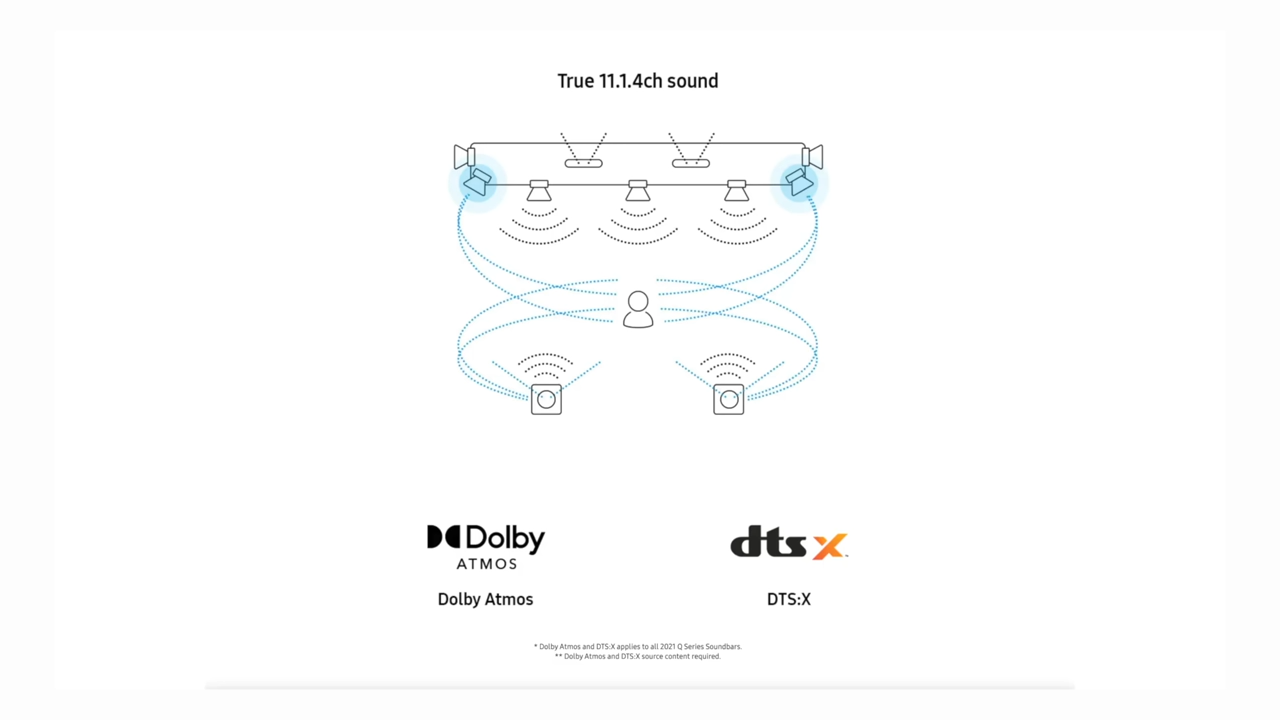 True 11.1.4ch sound
Dolby
ATMOS
dts x
Dolby Atmos
DTS:X
* Dolby Atmos and DTS:X applies to all 2021 Q Series Soundbars.
** Dolby Atmos and DTS:X source content required.